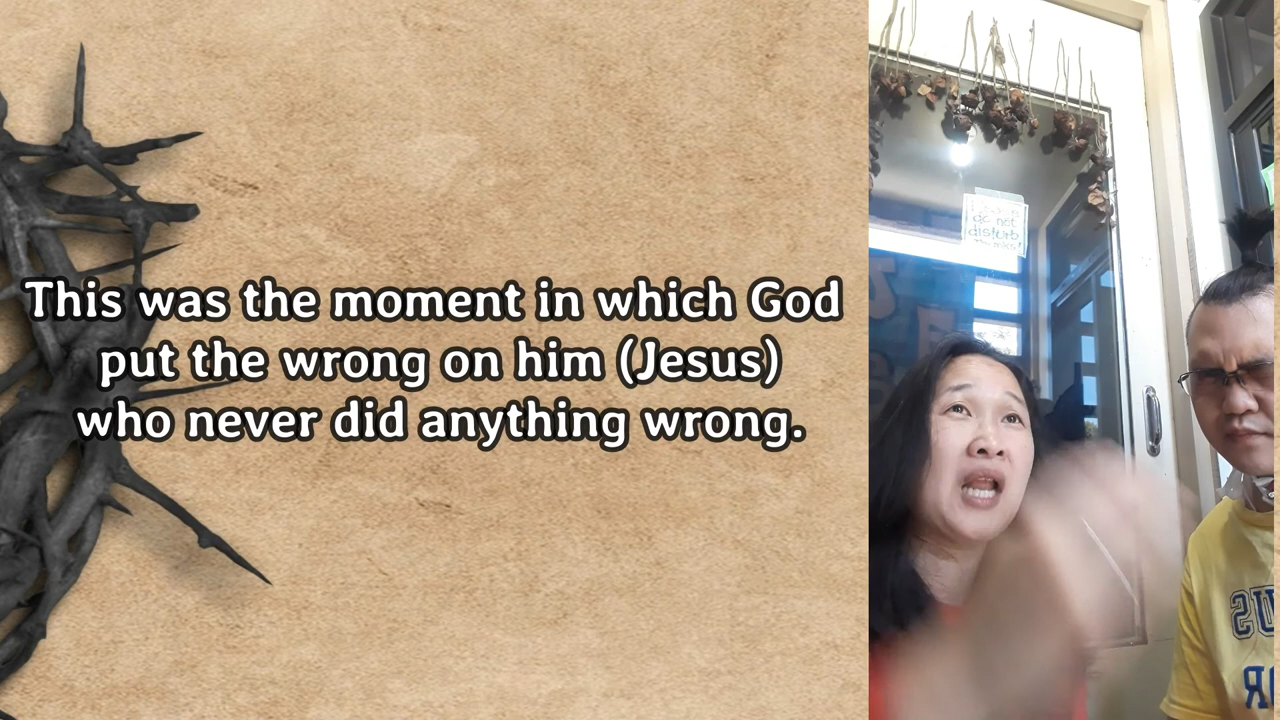 This was the moment in which God
put the wrong on him (Jesus)
who never did anything wrong.
do not
disturb